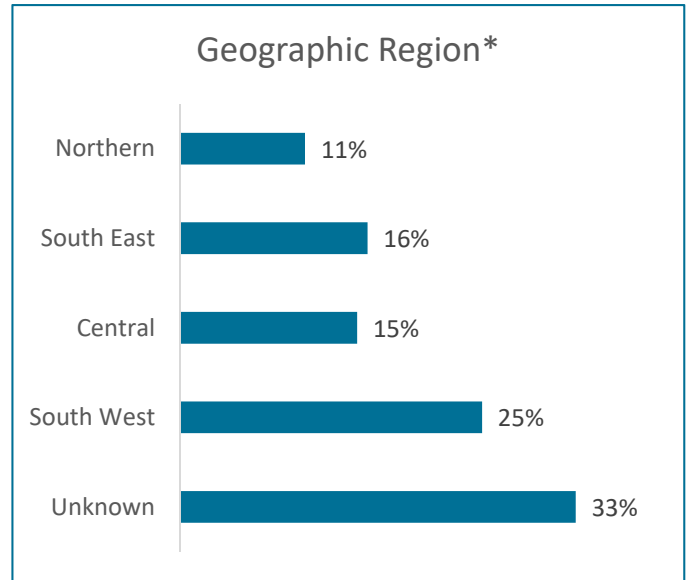 Geographic Region*
Northern 11%
South East 16%
Central 15%
South West 25%
Unknown 33%